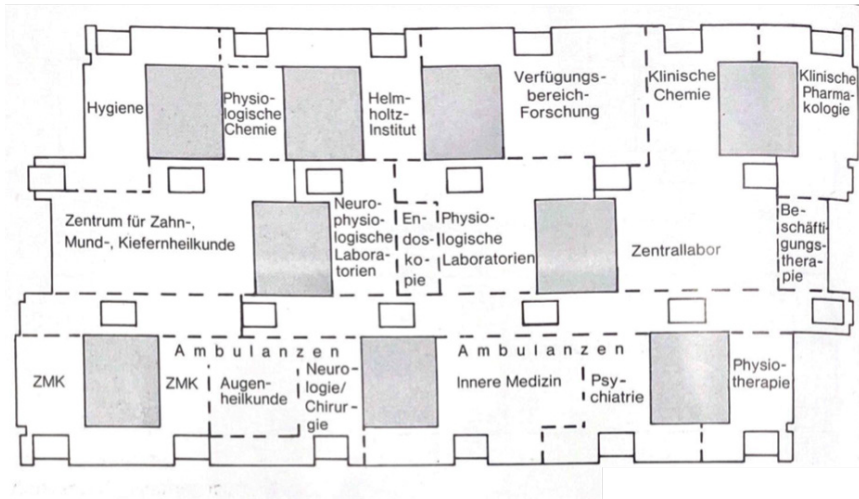 Hygiene
Physio-
logische
Chemie
Helm-
holtz-
Institut
Verfügungs-
bereich-
Forschung
Klinische
Chemie
Klinische
Pharma-
kologie
Zentrum für Zahn-,
Mund-, Kiefernheilkunde
Neuro-
physio-
logische
Labora-
torien
En-
dos-
ko-
pie
Physio-
logische
Laboratorien
Zentrallabor
Be-
schäfti-
gungs-
thera-
pie
Ambulanzen
ZMK
ZMK
Augen-
heilkunde
Neuro-
logie/
Chirur-
gie
Ambulanzen
Innere Medizin
Psy-
chiatrie
Physio-
therapie